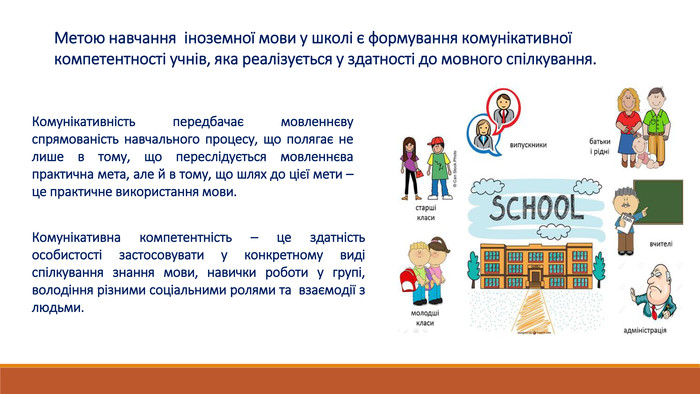 Метою навчання іноземної мови у школі є формування комунікативної
компетентності учнів, яка реалізується у здатності до мовного спілкування.
Комунікативність передбачає мовленнєву
спрямованість навчального процесу, що полягає не
лише в тому, що переслідується мовленнєва
практична мета, але й в тому, що шлях до цієї мети –
це практичне використання мови.
Комунікативна компетентність – це здатність
особистості застосовувати у конкретному виді
спілкування знання мови, навички роботи у групі,
володіння різними соціальними ролями та взаємодії з
людьми.
випускники
батьки
і рідні
© Can Stock Photo
старші
класи
SCHOOL
вчителі
молодші
класи
адміністрація